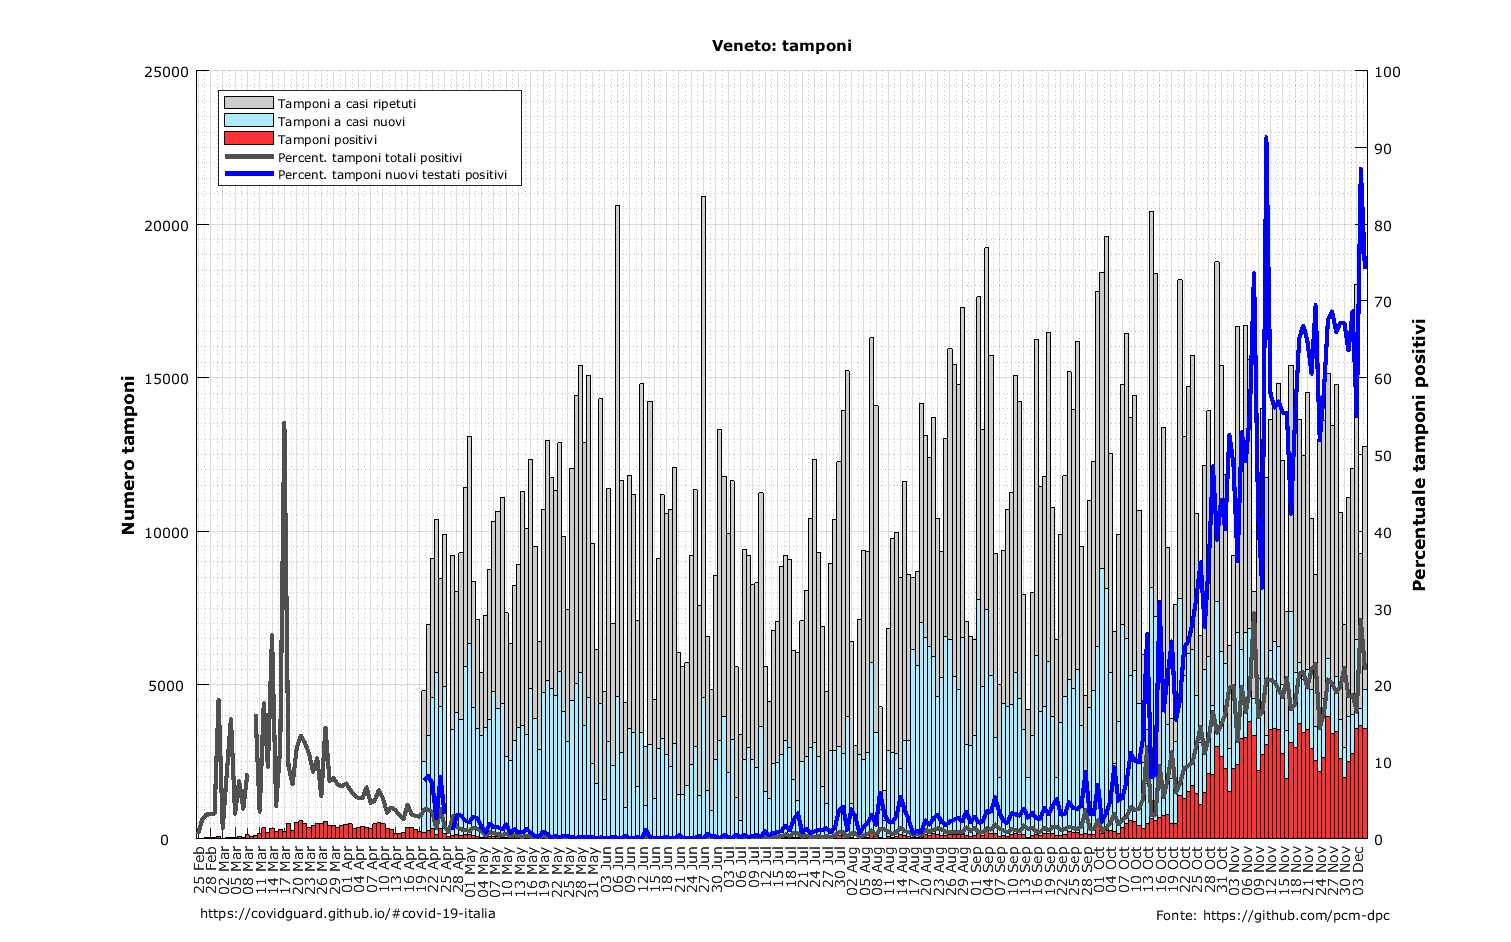 Veneto: tamponi
25000
20000
15000
10000
5000
0
100
90
80
70
60
50
40
30
20
10
0
Numero tamponi
Percentuale tamponi positivi
Tamponi a casi ripetuti
Tamponi a casi nuovi
Tamponi positivi
Percent. tamponi totali positivi
Percent. tamponi nuovi testati positivi
25 Feb
28 Feb
02 Mar
05 Mar
08 Mar
11 Mar
14 Mar
17 Mar
20 Mar
23 Mar
26 Mar
29 Mar
01 Apr
04 Apr
07 Apr
10 Apr
13 Apr
16 Apr
19 Apr
22 Apr
25 Apr
28 Apr
01 May
04 May
07 May
10 May
13 May
16 May
19 May
22 May
25 May
28 May
31 May
03 Jun
06 Jun
09 Jun
12 Jun
15 Jun
18 Jun
21 Jun
24 Jun
27 Jun
30 Jun
03 Jul
06 Jul
09 Jul
12 Jul
15 Jul
18 Jul
21 Jul
24 Jul
27 Jul
30 Jul
02 Aug
05 Aug
08 Aug
11 Aug
14 Aug
17 Aug
20 Aug
23 Aug
26 Aug
29 Aug
01 Sep
04 Sep
07 Sep
10 Sep
13 Sep
16 Sep
19 Sep
22 Sep
25 Sep
28 Sep
01 Oct
04 Oct
07 Oct
10 Oct
13 Oct
16 Oct
19 Oct
22 Oct
25 Oct
28 Oct
31 Oct
03 Nov
06 Nov
09 Nov
12 Nov
15 Nov
18 Nov
21 Nov
24 Nov
27 Nov
30 Nov
03 Dec
https://covidguard.github.io/#covid-19-italia
Fonte: https://github.com/pcm-dpc